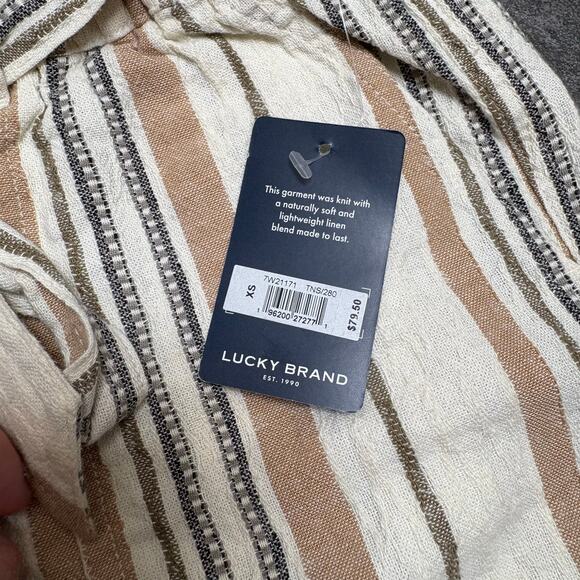 This garment was knit with
a naturally soft and
lightweight linen
blend made to last.
7W21171 TNS/280
XS
1 96200 27277 1
$79.50
LUCKY BRAND
EST. 1990